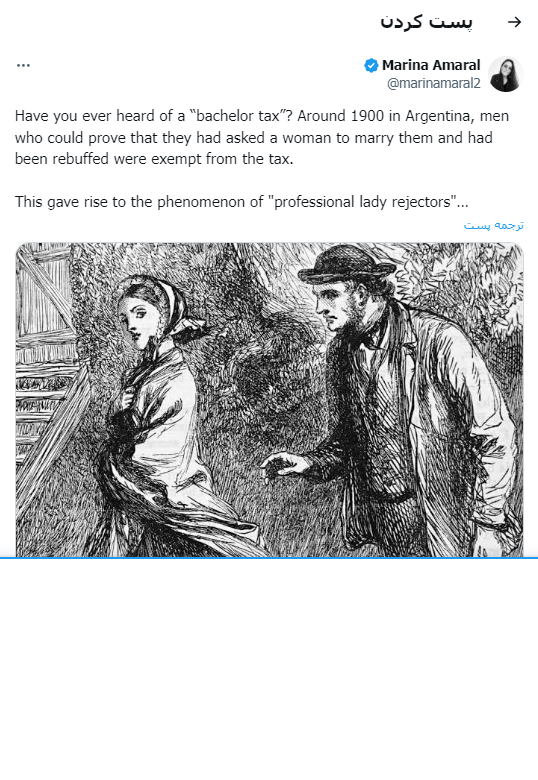 پست کردن
Marina Amaral
@marinamaral2
Have you ever heard of a “bachelor tax”? Around 1900 in Argentina, men
who could prove that they had asked a woman to marry them and had
been rebuffed were exempt from the tax.
This gave rise to the phenomenon of "professional lady rejectors"...
ترجمه پست